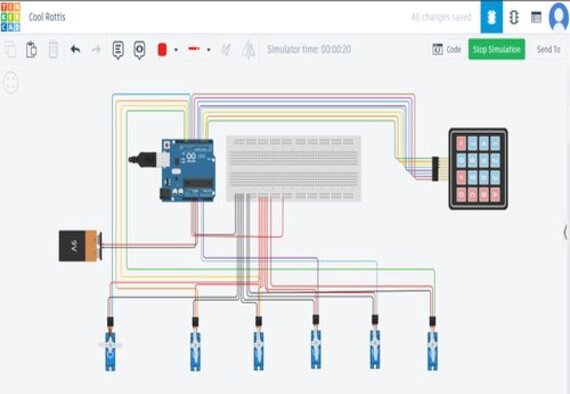 TIN
KER
CAD
Cool Rottis
All changes saved
Simulator time: 00:00:20
Code
Stop Simulation
Send To
9V